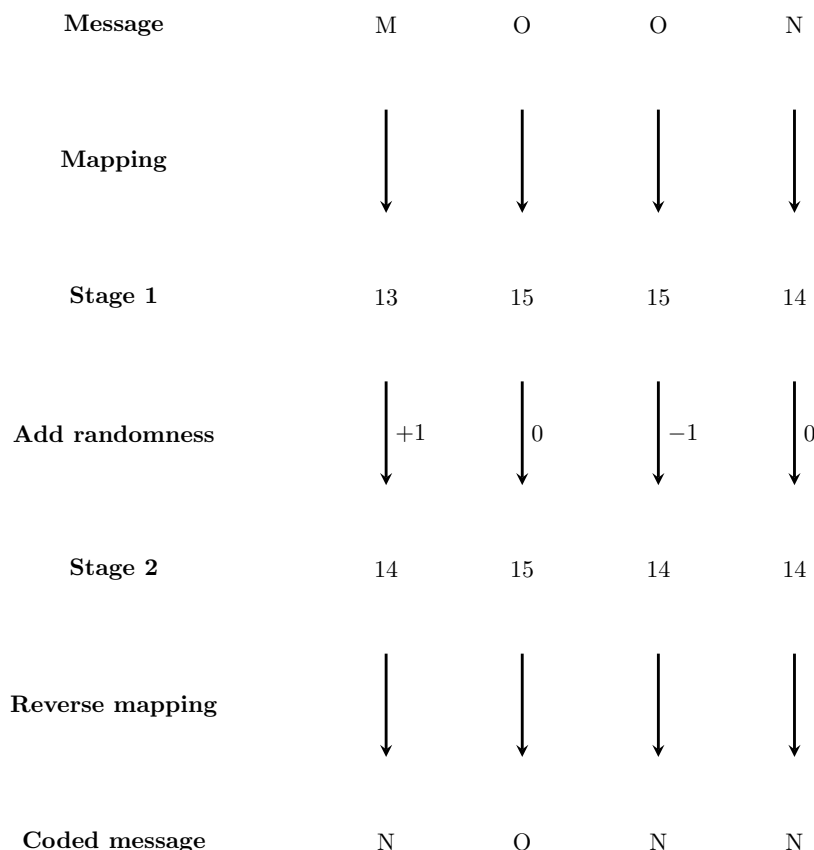 Message M O O N
Mapping
Stage 1 13 15 15 14
Add randomness +1 0 −1 0
Stage 2 14 15 14 14
Reverse mapping
Coded message N O N N